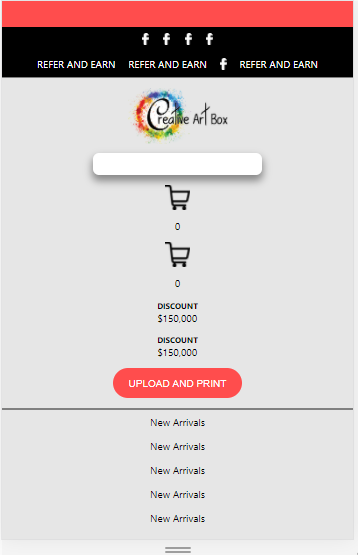 REFER AND EARN REFER AND EARN REFER AND EARN
Creative Art Box
0
0
DISCOUNT
$150,000
DISCOUNT
$150,000
UPLOAD AND PRINT
New Arrivals
New Arrivals
New Arrivals
New Arrivals
New Arrivals